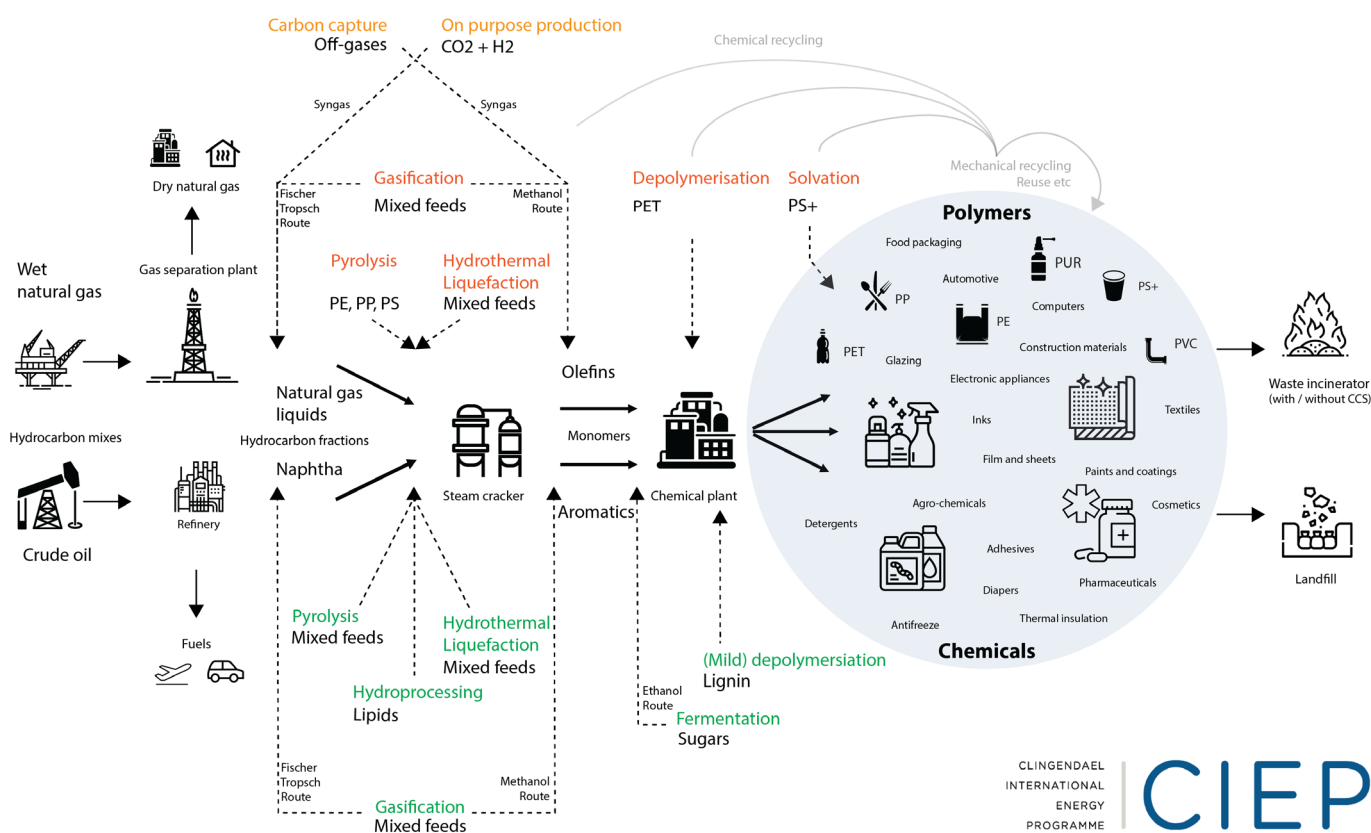 Carbon capture
Off-gases
On purpose production
CO2 + H2
Chemical recycling
Syngas
Syngas
Mechanical recycling
Reuse etc
Dry natural gas
Gasification
Mixed feeds
Fischer
Tropsch
Route
Methanol
Route
Depolymerisation
PET
Solvation
PS+
Polymers
Food packaging
PUR
Automotive
PS+
PP
Computers
PE
Construction materials
PVC
PET
Glazing
Electronic appliances
Textiles
Inks
Film and sheets
Paints and coatings
Agro-chemicals
Cosmetics
Detergents
Adhesives
Pharmaceuticals
Diapers
Thermal insulation
Antifreeze
Chemicals
Wet
natural gas
Gas separation plant
Pyrolysis
PE, PP, PS
Hydrothermal
Liquefaction
Mixed feeds
Olefins
Natural gas
liquids
Hydrocarbon mixes
Hydrocarbon fractions
Monomers
Naphtha
Steam cracker
Chemical plant
Aromatics
Refinery
Crude oil
Fuels
Waste incinerator
(with / without CCS)
Landfill
Pyrolysis
Mixed feeds
Hydrothermal
Liquefaction
Mixed feeds
Hydroprocessing
Lipids
(Mild) depolymersiation
Lignin
Ethanol
Route
Fermentation
Sugars
Fischer
Tropsch
Route
Methanol
Route
Gasification
Mixed feeds
CLINGENDAEL
INTERNATIONAL
ENERGY
PROGRAMME
CIEP